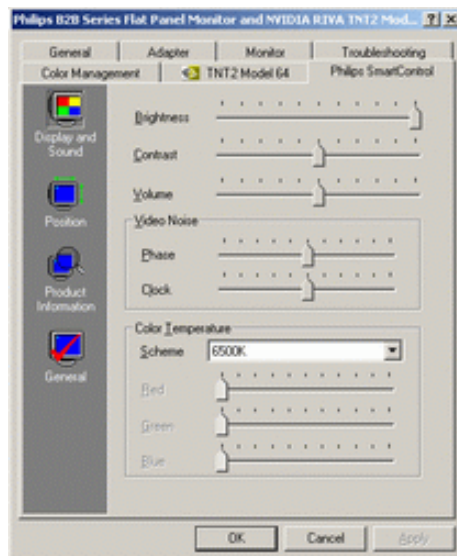 Philips B2B Series Flat Panel Monitor and NVIDIA RIVA TNT2 Mod... ? X
General Adapter Monitor Troubleshooting
Color Management TNT2 Model 64 Philips SmartControl
Display and
Sound
Position
Product
Information
General
Brightness
Contrast
Volume
Video Noise
Phase
Clock
Color Temperature
Scheme 6500K
Red
Green
Blue
OK Cancel Apply